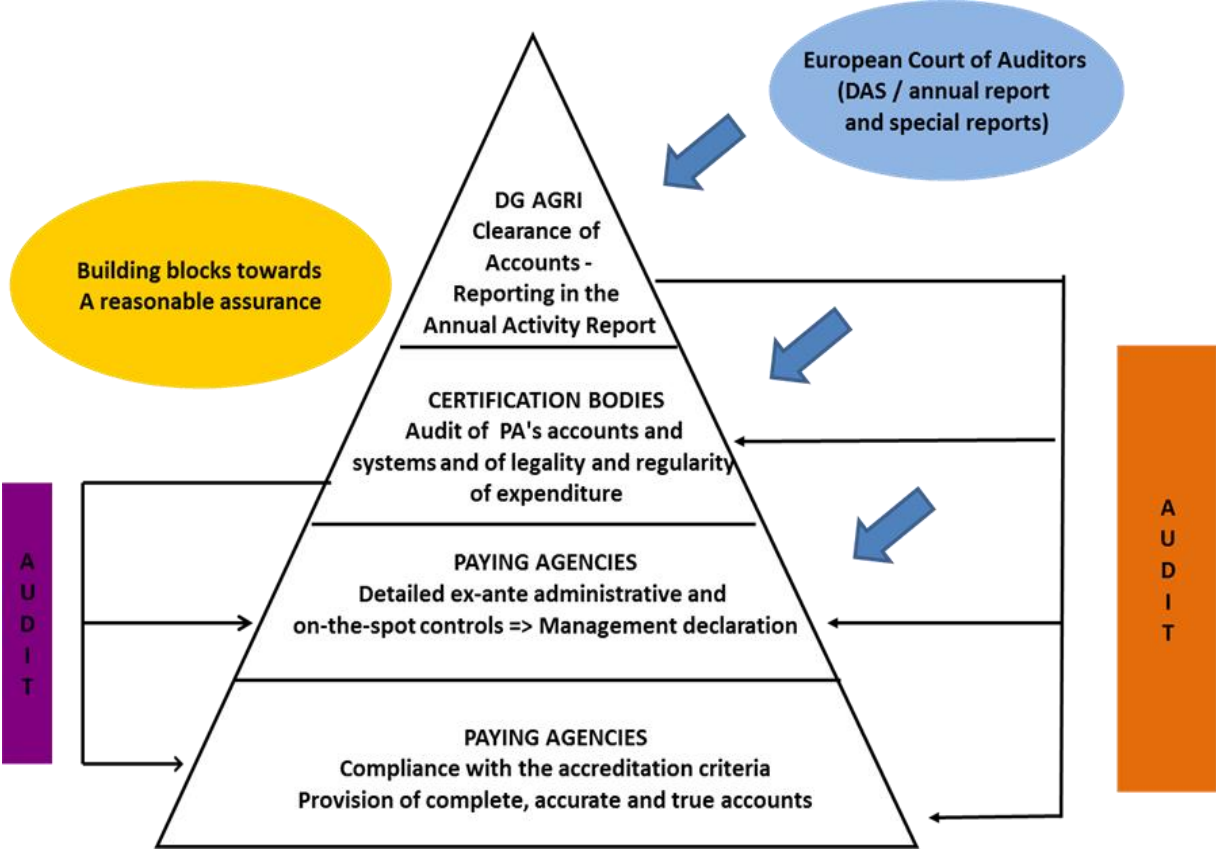 European Court of Auditors
(DAS / annual report
and special reports)
Building blocks towards
A reasonable assurance
DG AGRI
Clearance of
Accounts -
Reporting in the
Annual Activity Report
CERTIFICATION BODIES
Audit of PA's accounts and
systems and of legality and regularity
of expenditure
PAYING AGENCIES
Detailed ex-ante administrative and
on-the-spot controls => Management declaration
PAYING AGENCIES
Compliance with the accreditation criteria
Provision of complete, accurate and true accounts
A
U
D
I
T
A
U
D
I
T